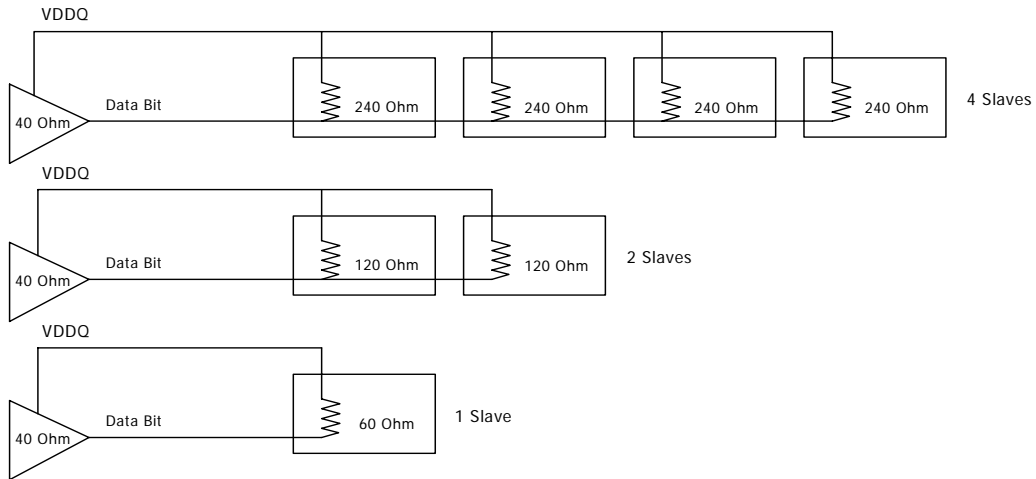 VDDQ
40 Ohm
Data Bit
240 Ohm
240 Ohm
240 Ohm
240 Ohm
4 Slaves
VDDQ
40 Ohm
Data Bit
120 Ohm
120 Ohm
2 Slaves
VDDQ
40 Ohm
Data Bit
60 Ohm
1 Slave